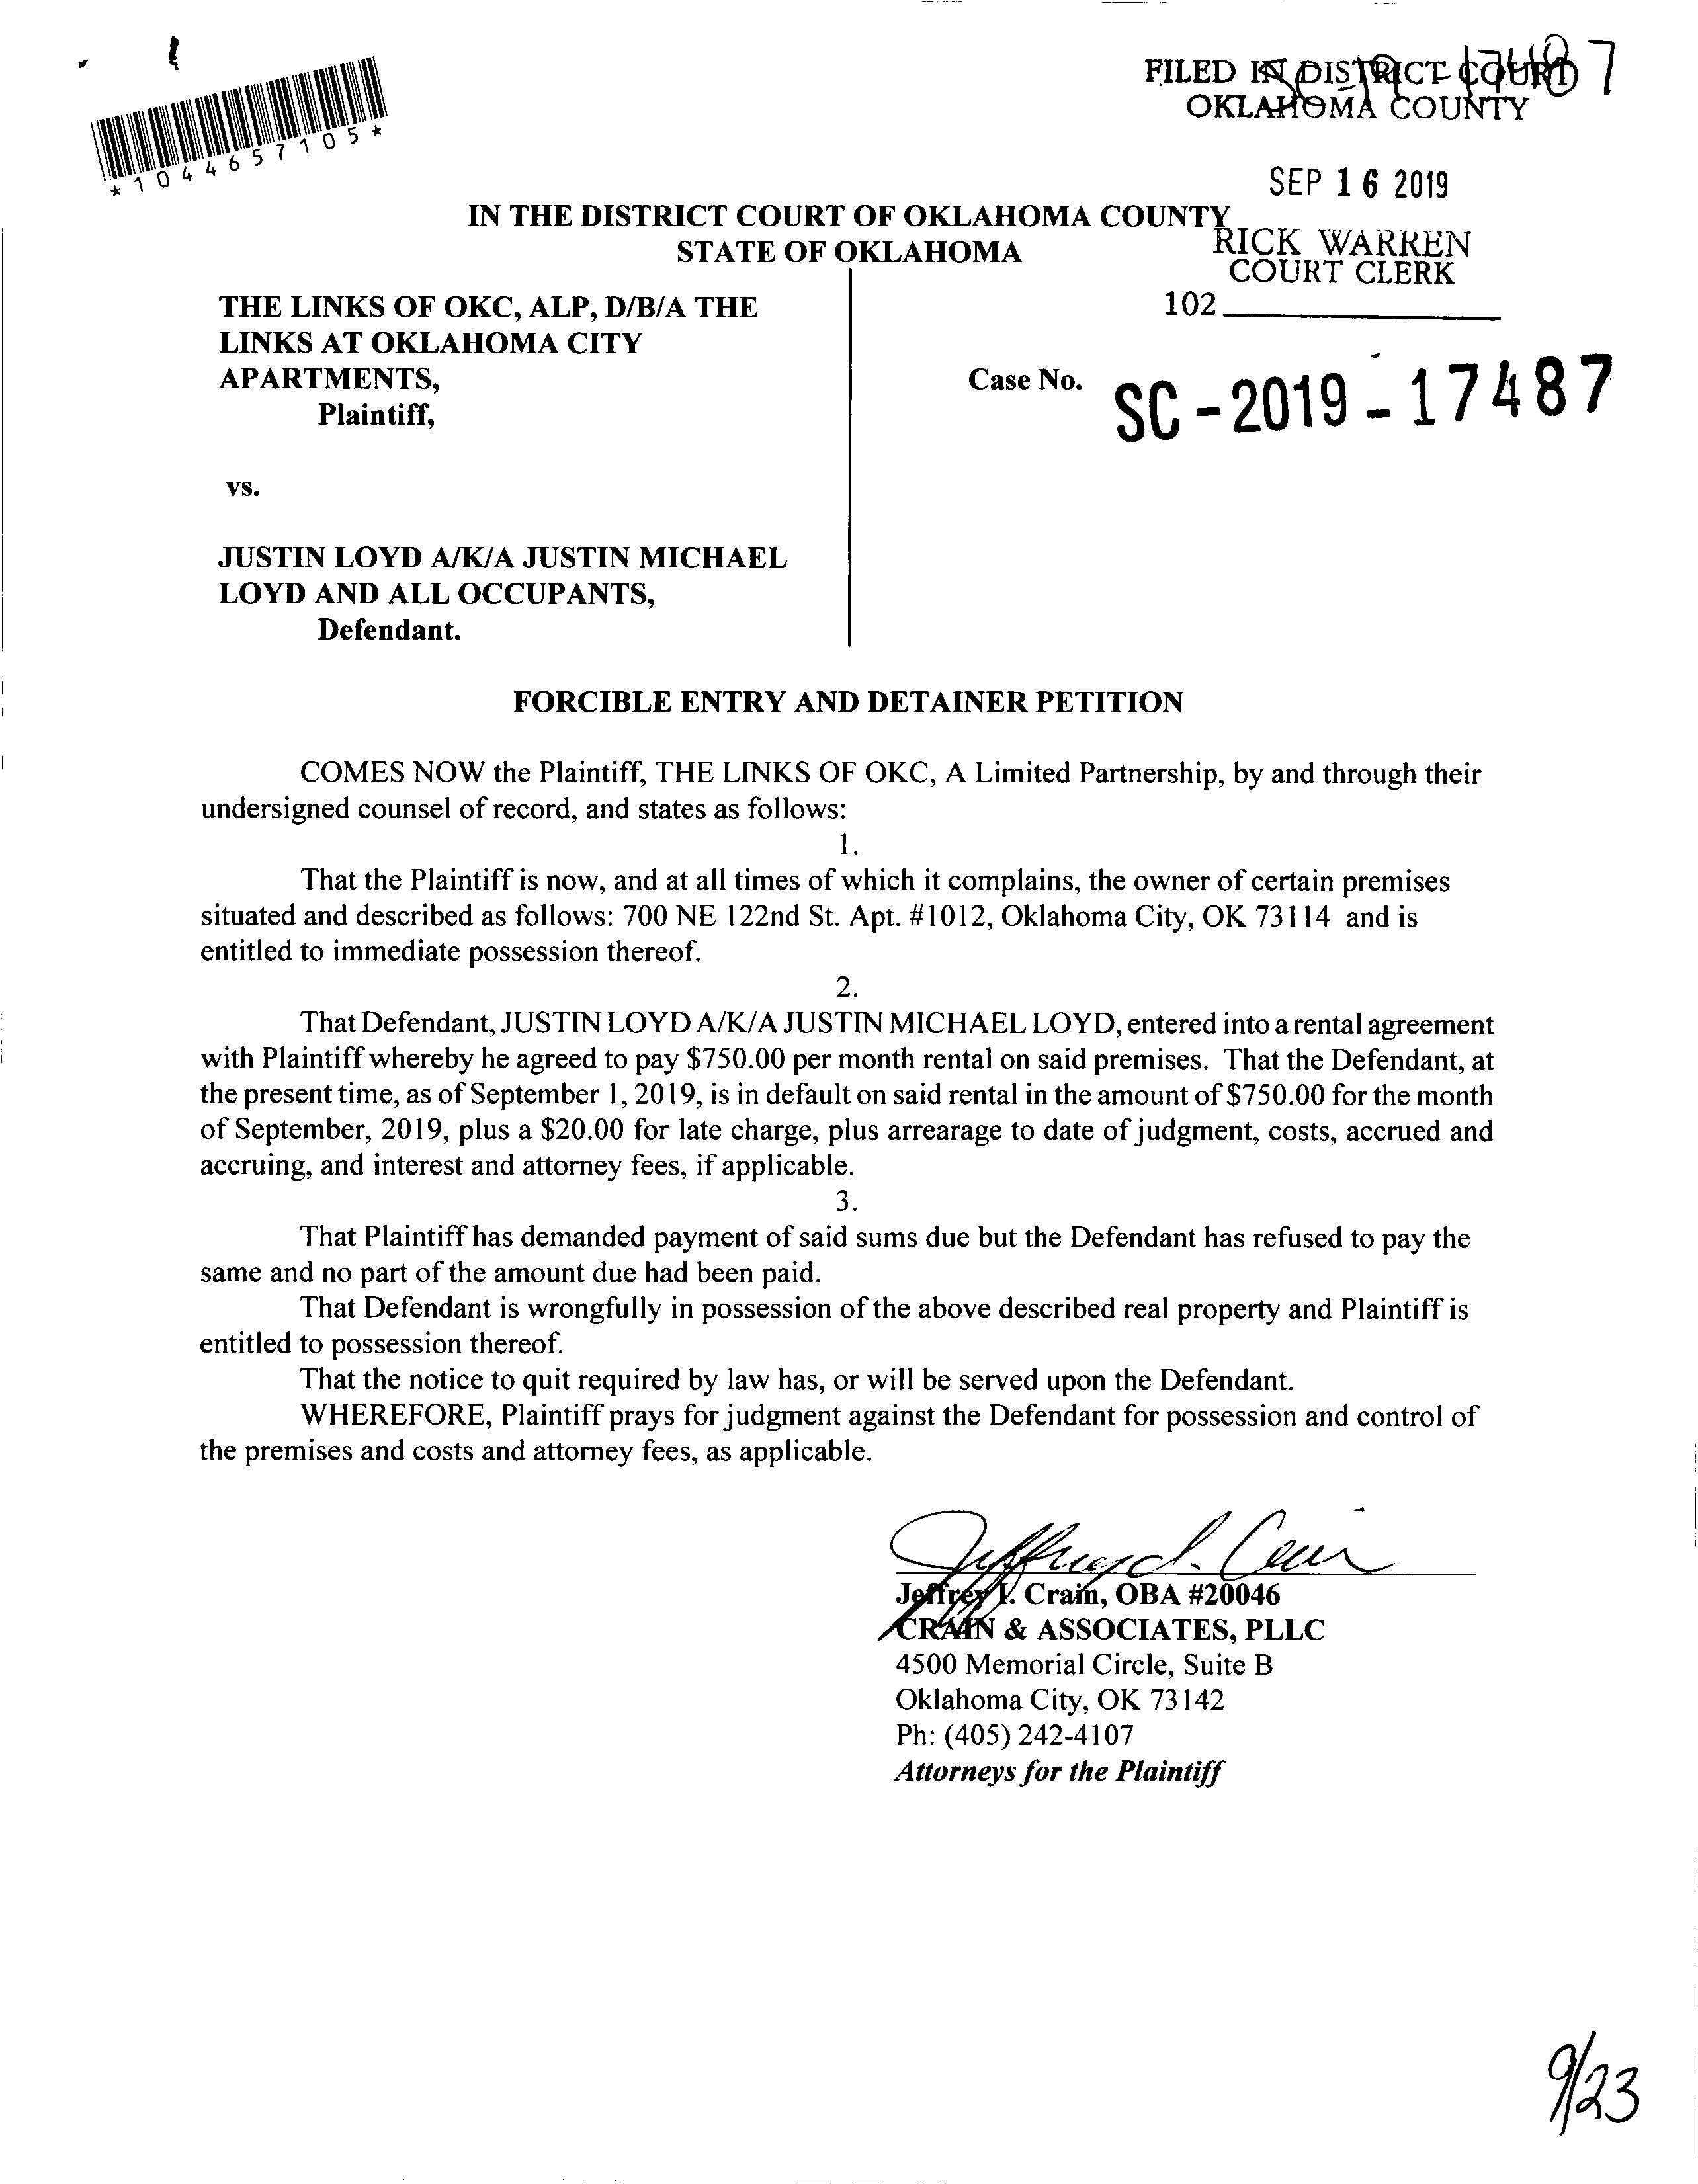 *1044657105*
FILED IN DISTRICT COURT
OKLAHOMA COUNTY
SC-19-17487
SEP 16 2019
RICK WARREN
COURT CLERK
102
IN THE DISTRICT COURT OF OKLAHOMA COUNTY
STATE OF OKLAHOMA
THE LINKS OF OKC, ALP, D/B/A THE
LINKS AT OKLAHOMA CITY
APARTMENTS,
Plaintiff,
Case No. SC-2019-17487
vs.
JUSTIN LOYD A/K/A JUSTIN MICHAEL
LOYD AND ALL OCCUPANTS,
Defendant.
FORCIBLE ENTRY AND DETAINER PETITION
COMES NOW the Plaintiff, THE LINKS OF OKC, A Limited Partnership, by and through their
undersigned counsel of record, and states as follows:
1.
That the Plaintiff is now, and at all times of which it complains, the owner of certain premises
situated and described as follows: 700 NE 122nd St. Apt. #1012, Oklahoma City, OK 73114 and is
entitled to immediate possession thereof.
2.
That Defendant, JUSTIN LOYD A/K/A JUSTIN MICHAEL LOYD, entered into a rental agreement
with Plaintiff whereby he agreed to pay $750.00 per month rental on said premises. That the Defendant, at
the present time, as of September 1, 2019, is in default on said rental in the amount of $750.00 for the month
of September, 2019, plus a $20.00 for late charge, plus arrearage to date of judgment, costs, accrued and
accruing, and interest and attorney fees, if applicable.
3.
That Plaintiff has demanded payment of said sums due but the Defendant has refused to pay the
same and no part of the amount due had been paid.
That Defendant is wrongfully in possession of the above described real property and Plaintiff is
entitled to possession thereof.
That the notice to quit required by law has, or will be served upon the Defendant.
WHEREFORE, Plaintiff prays for judgment against the Defendant for possession and control of
the premises and costs and attorney fees, as applicable.
Jeffrey I. Crain, OBA #20046
CRAIN & ASSOCIATES, PLLC
4500 Memorial Circle, Suite B
Oklahoma City, OK 73142
Ph: (405) 242-4107
Attorneys for the Plaintiff
9/23